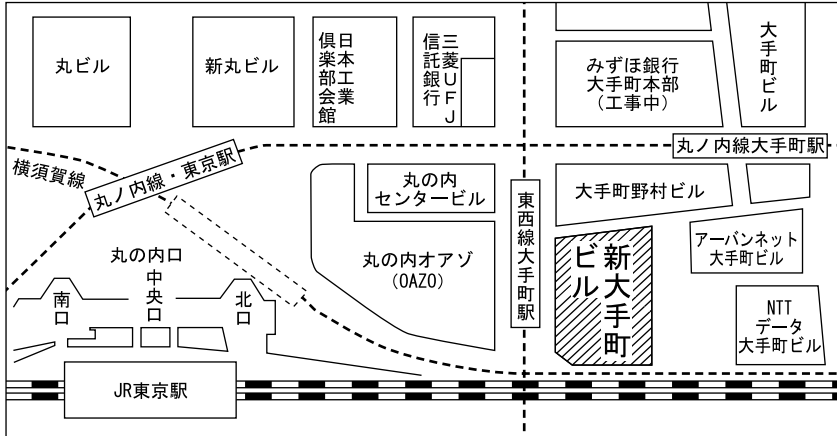 丸ビル
新丸ビル
日本工業
倶楽部会館
三菱UFJ
信託銀行
みずほ銀行
大手町本部
(工事中)
大手町ビル
丸ノ内線大手町駅
横須賀線
丸ノ内線・東京駅
丸の内
センタービル
東西線大手町駅
大手町野村ビル
丸の内オアゾ
(OAZO)
新大手町
ビル
アーバンネット
大手町ビル
丸の内口
中央口
南口
北口
NTT
データ
大手町ビル
JR東京駅